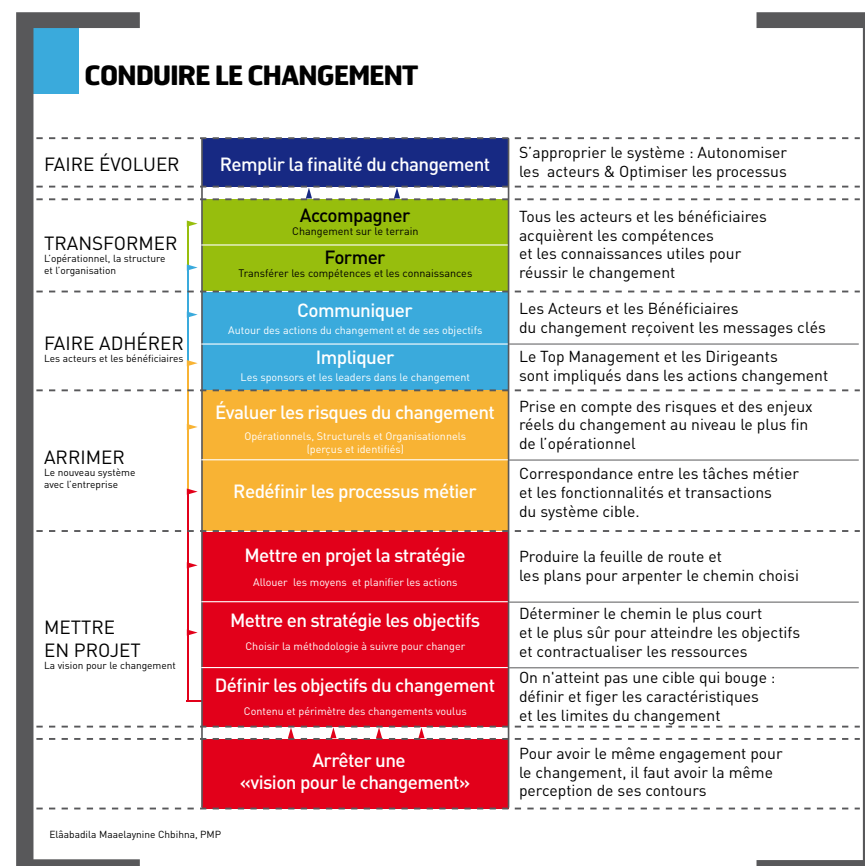 CONDUIRE LE CHANGEMENT
FAIRE ÉVOLUER
Remplir la finalité du changement
S'approprier le système : Autonomiser
les acteurs & Optimiser les processus
TRANSFORMER
L'opérationnel, la structure
et l'organisation
Accompagner
Changement sur le terrain
Former
Transférer les compétences et les connaissances
Tous les acteurs et les bénéficiaires
acquièrent les compétences
et les connaissances utiles pour
réussir le changement
FAIRE ADHÉRER
Les acteurs et les bénéficiaires
Communiquer
Autour des actions du changement et de ses objectifs
Les Acteurs et les Bénéficiaires
du changement reçoivent les messages clés
Impliquer
Les sponsors et les leaders dans le changement
Le Top Management et les Dirigeants
sont impliqués dans les actions changement
ARRIMER
Le nouveau système
avec l'entreprise
Évaluer les risques du changement
Opérationnels, Structurels et Organisationnels
(perçus et identifiés)
Prise en compte des risques et des enjeux
réels du changement au niveau le plus fin
de l'opérationnel
Redéfinir les processus métier
Correspondance entre les tâches métier
et les fonctionnalités et transactions
du système cible.
METTRE
EN PROJET
La vision pour le changement
Mettre en projet la stratégie
Allouer les moyens et planifier les actions
Produire la feuille de route et
les plans pour arpenter le chemin choisi
Mettre en stratégie les objectifs
Choisir la méthodologie à suivre pour changer
Déterminer le chemin le plus court
et le plus sûr pour atteindre les objectifs
et contractualiser les ressources
Définir les objectifs du changement
Contenu et périmètre des changements voulus
On n'atteint pas une cible qui bouge :
définir et figer les caractéristiques
et les limites du changement
Arrêter une
«vision pour le changement»
Pour avoir le même engagement pour
le changement, il faut avoir la même
perception de ses contours
Elâabadila Maaelaynine Chbihna, PMP